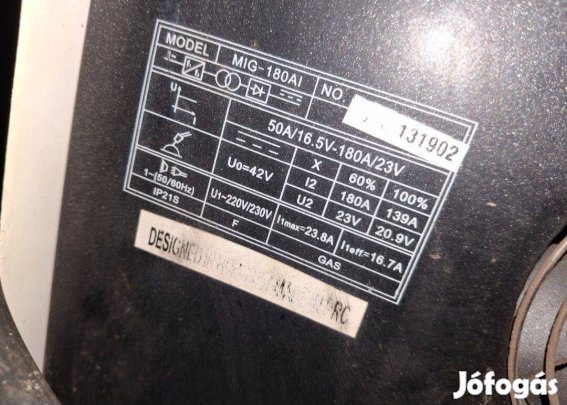 MODEL MIG-180AI NO. 131902
U I 50A/16.5V-180A/23V
X 60% 100%
Uo=42V I2 180A 139A
U2 23V 20.9V
1~(50/60Hz) U1~220V/230V I1max=23.8A I1eff=16.7A
IP21S F GAS
DESIGNED RC
Jófogás